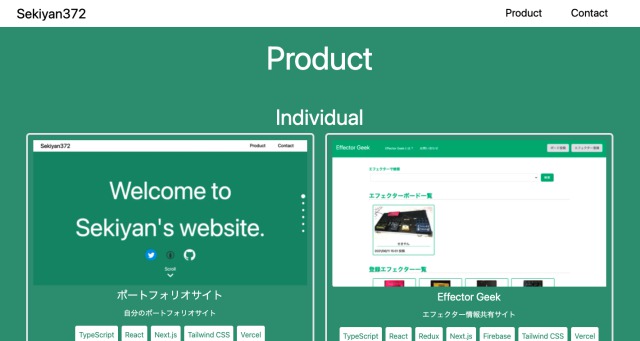 Sekiyan372
Product
Contact
Product
Individual
Sekiyan372
Product
Contact
Welcome to
Sekiyan's website.
Scroll
ポートフォリオサイト
自分のポートフォリオサイト
TypeScript
React
Next.js
Tailwind CSS
Vercel
Effector Geek
エフェクターボード一覧
登録エフェクター一覧
Effector Geek
エフェクター情報共有サイト
TypeScript
React
Redux
Next.js
Firebase
Tailwind CSS
Vercel